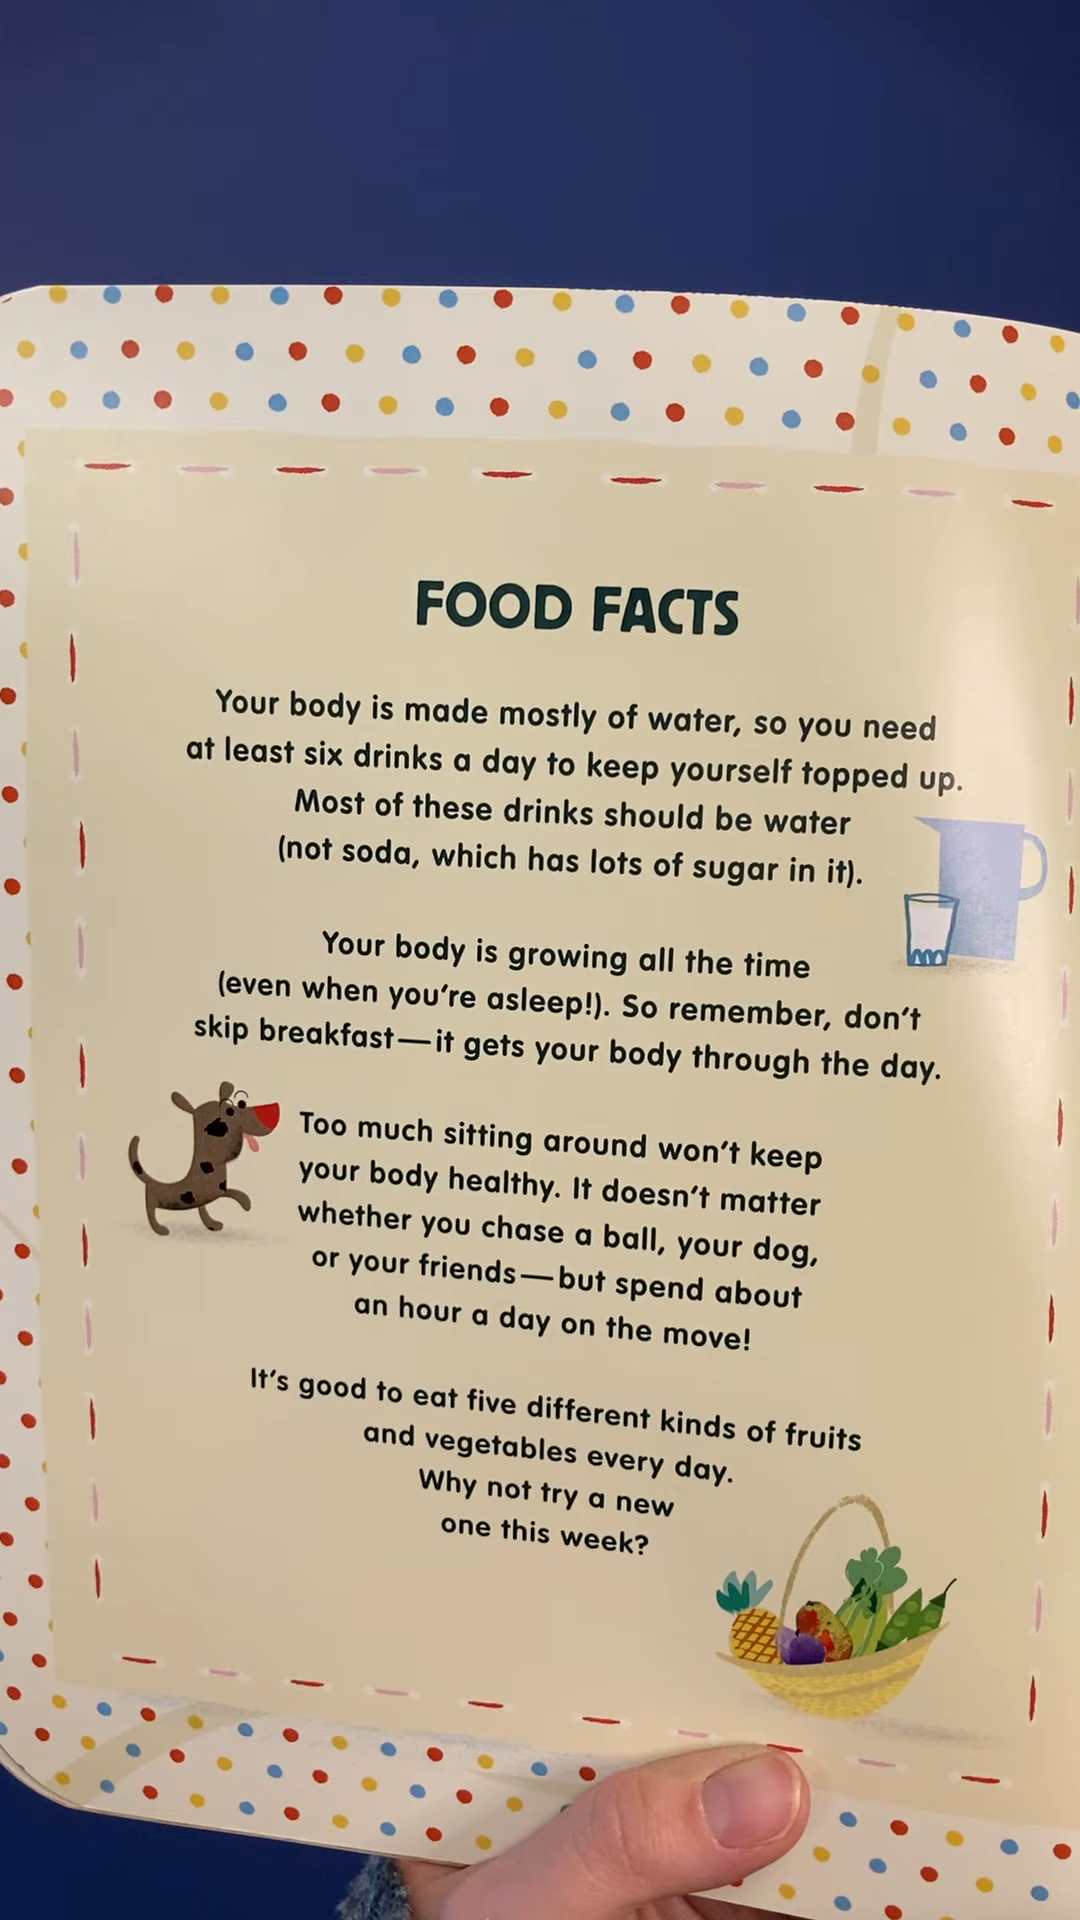 FOOD FACTS
Your body is made mostly of water, so you need
at least six drinks a day to keep yourself topped up.
Most of these drinks should be water
(not soda, which has lots of sugar in it).
Your body is growing all the time
(even when you're asleep!). So remember, don't
skip breakfast—it gets your body through the day.
Too much sitting around won't keep
your body healthy. It doesn't matter
whether you chase a ball, your dog,
or your friends—but spend about
an hour a day on the move!
It's good to eat five different kinds of fruits
and vegetables every day.
Why not try a new
one this week?